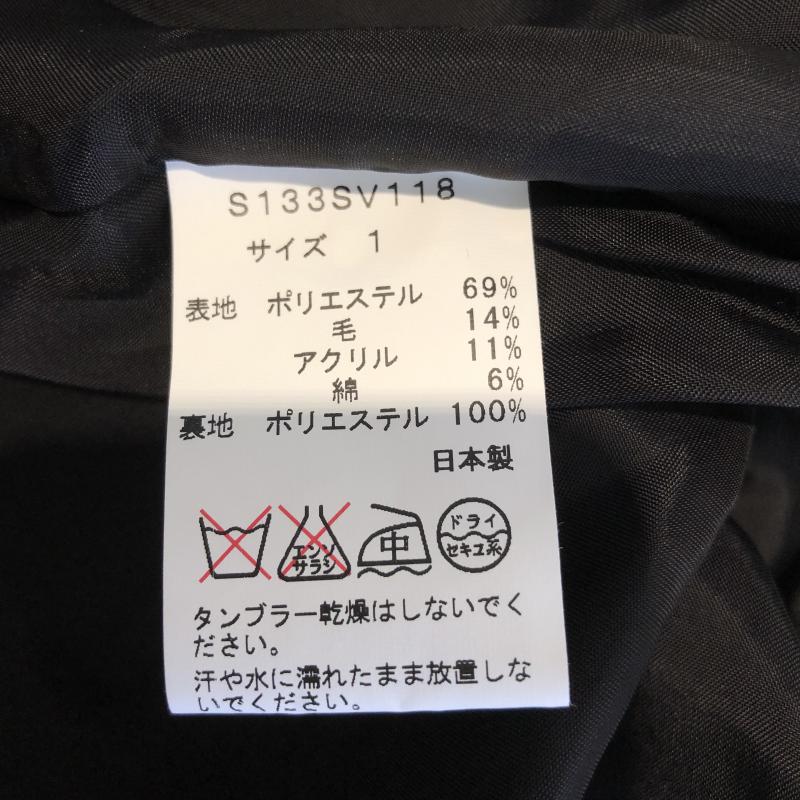 S133SV118
サイズ 1
表地 ポリエステル 69%
毛 14%
アクリル 11%
綿 6%
裏地 ポリエステル 100%
日本製
エンソ
サラシ
中
ドライ
セキユ系
タンブラー乾燥はしないでく
ださい。
汗や水に濡れたまま放置しな
いでください。